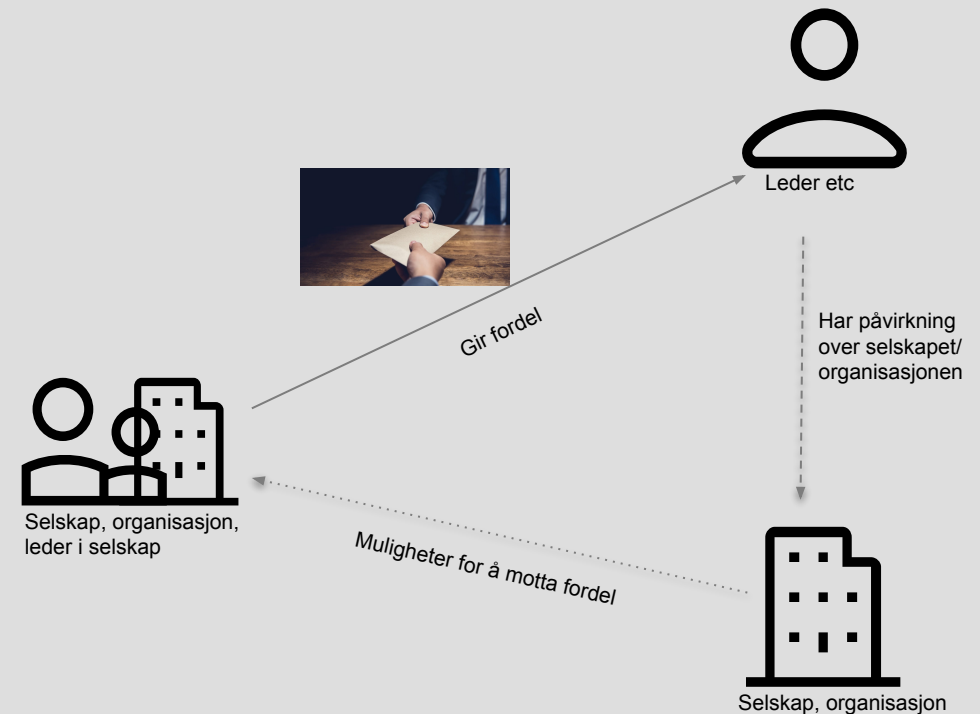 Leder etc
Gir fordel
Har påvirkning
over selskapet/
organisasjonen
Selskap, organisasjon,
leder i selskap
Muligheter for å motta fordel
Selskap, organisasjon